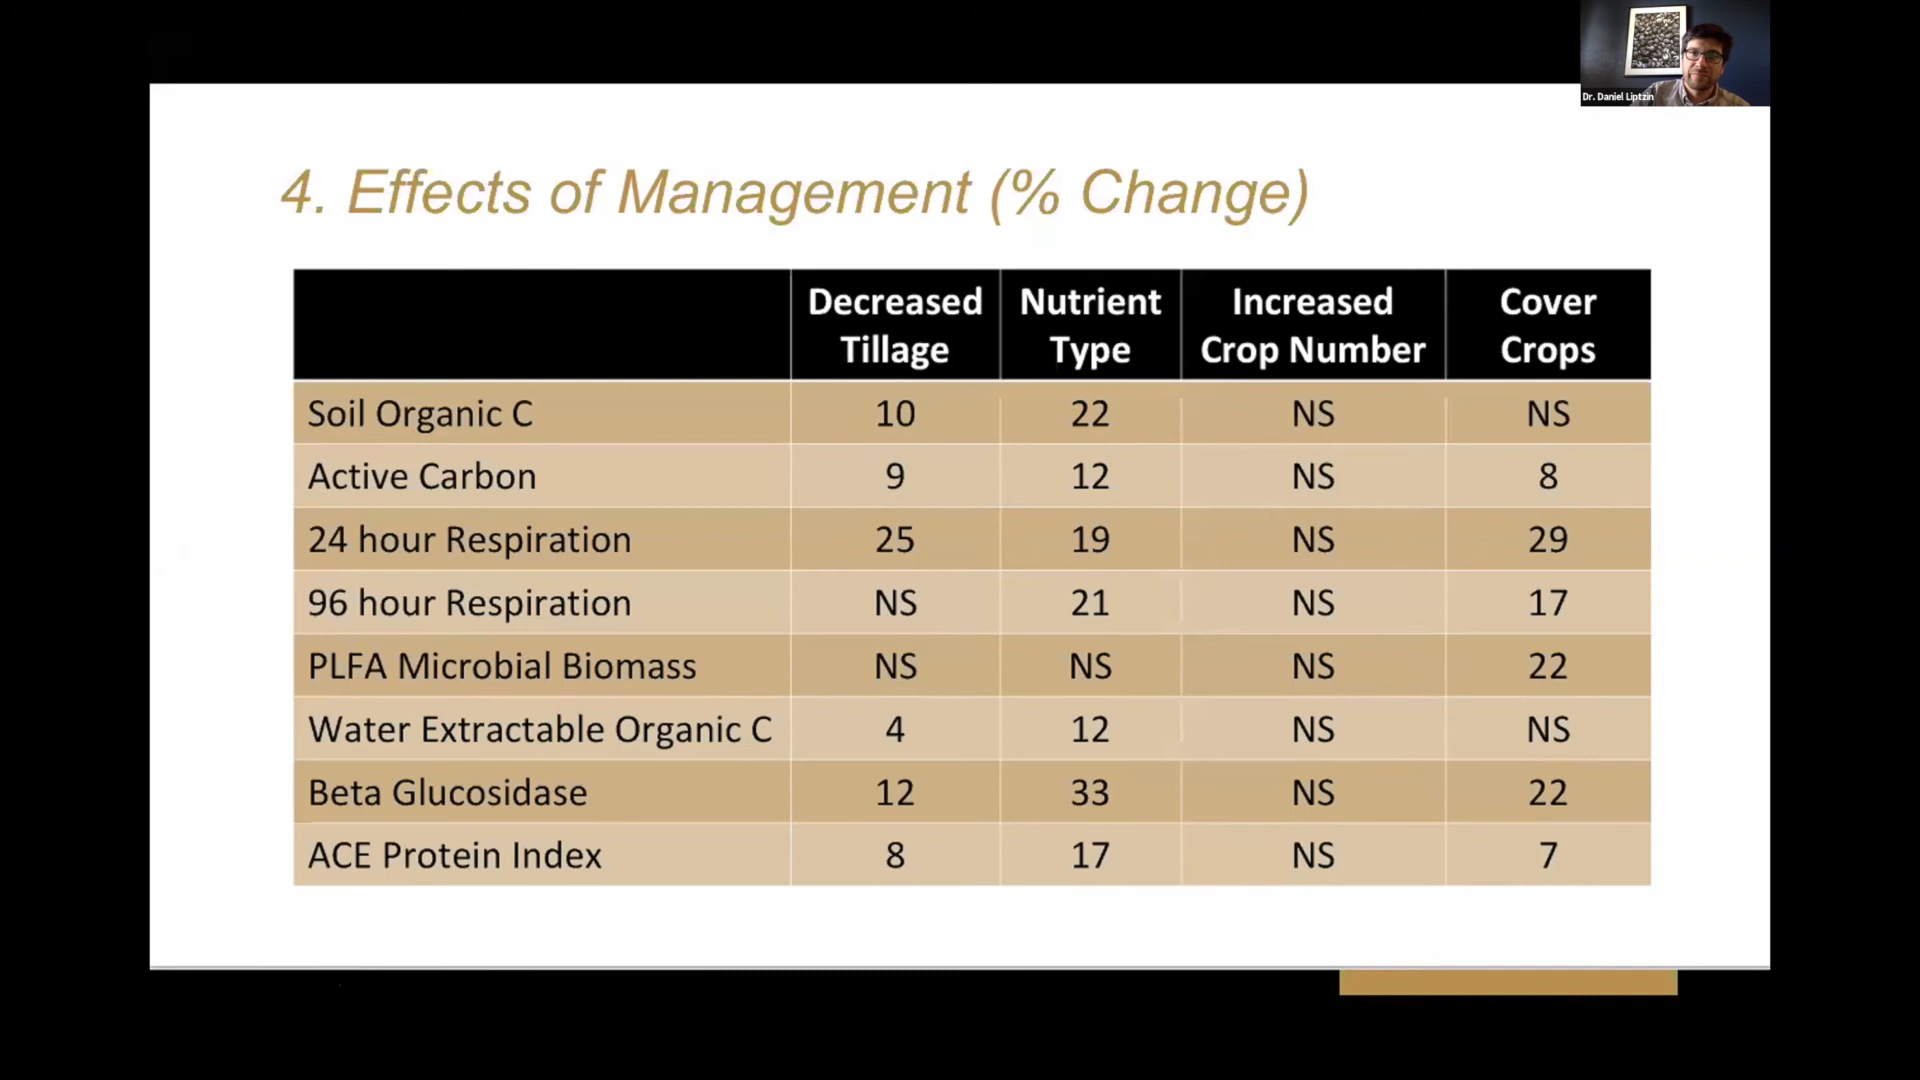 Dr. Daniel Liptzin
4. Effects of Management (% Change)
Decreased Tillage Nutrient Type Increased Crop Number Cover Crops
Soil Organic C 10 22 NS NS
Active Carbon 9 12 NS 8
24 hour Respiration 25 19 NS 29
96 hour Respiration NS 21 NS 17
PLFA Microbial Biomass NS NS NS 22
Water Extractable Organic C 4 12 NS NS
Beta Glucosidase 12 33 NS 22
ACE Protein Index 8 17 NS 7